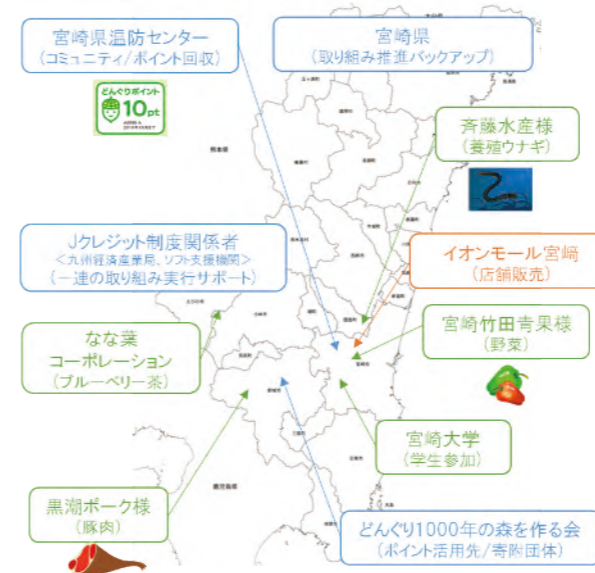 宮崎県温防センター
(コミュニティ/ポイント回収)
宮崎県
(取り組み推進バックアップ)
どんぐりポイント
10pt
斉藤水産様
(養殖ウナギ)
熊本県
Jクレジット制度関係者
<九州経済産業局、ソフト支援機関>
(一連の取り組み実行サポート)
イオンモール宮﨑
(店舗販売)
宮崎竹田青果様
(野菜)
なな葉
コーポレーション
(ブルーベリー茶)
宮崎大学
(学生参加)
鹿児島県
黒潮ポーク様
(豚肉)
どんぐり1000年の森を作る会
(ポイント活用先/寄附団体)